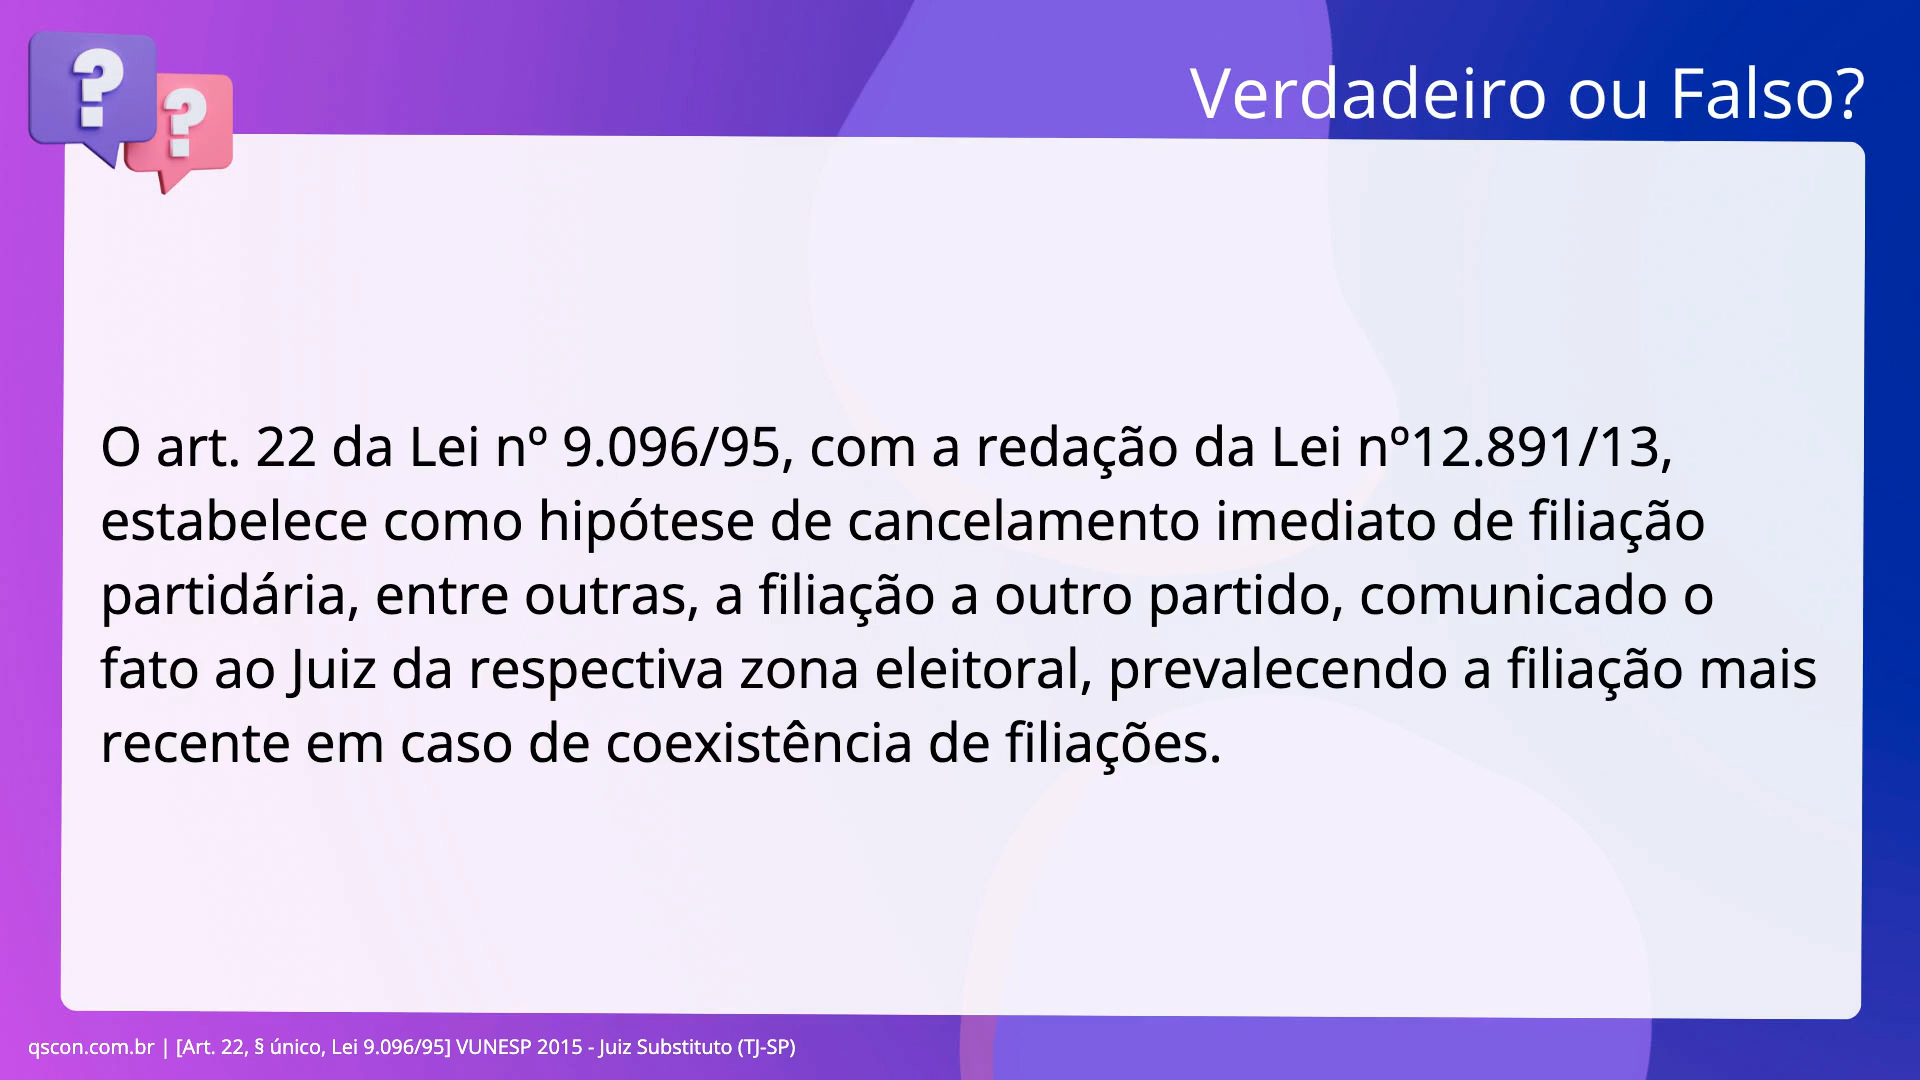 Verdadeiro ou Falso?
O art. 22 da Lei nº 9.096/95, com a redação da Lei nº12.891/13,
estabelece como hipótese de cancelamento imediato de filiação
partidária, entre outras, a filiação a outro partido, comunicado o
fato ao Juiz da respectiva zona eleitoral, prevalecendo a filiação mais
recente em caso de coexistência de filiações.
qscon.com.br | [Art. 22, § único, Lei 9.096/95] VUNESP 2015 - Juiz Substituto (TJ-SP)